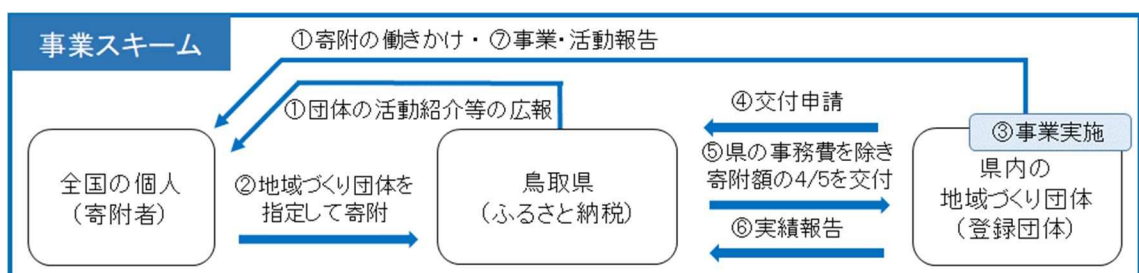 事業スキーム
①寄附の働きかけ・⑦事業・活動報告
①団体の活動紹介等の広報
④交付申請
③事業実施
全国の個人
（寄附者）
②地域づくり団体を
指定して寄附
鳥取県
（ふるさと納税）
⑤県の事務費を除き
寄附額の4/5を交付
⑥実績報告
県内の
地域づくり団体
（登録団体）